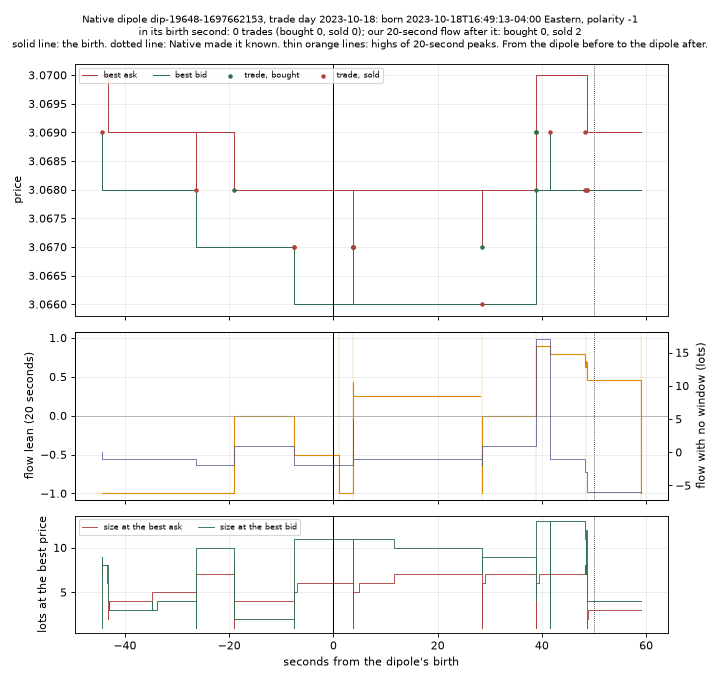 Native dipole dip-19648-1697662153, trade day 2023-10-18: born 2023-10-18T16:49:13-04:00 Eastern, polarity -1
in its birth second: 0 trades (bought 0, sold 0); our 20-second flow after it: bought 0, sold 2
solid line: the birth. dotted line: Native made it known. thin orange lines: highs of 20-second peaks. From the dipole before to the dipole after.
best ask
best bid
trade, bought
trade, sold
3.0700
3.0695
3.0690
3.0685
3.0680
3.0675
3.0670
3.0665
3.0660
price
1.0
0.5
0.0
−0.5
−1.0
flow lean (20 seconds)
15
10
5
0
−5
flow with no window (lots)
size at the best ask
size at the best bid
10
5
lots at the best price
−40
−20
0
20
40
60
seconds from the dipole's birth